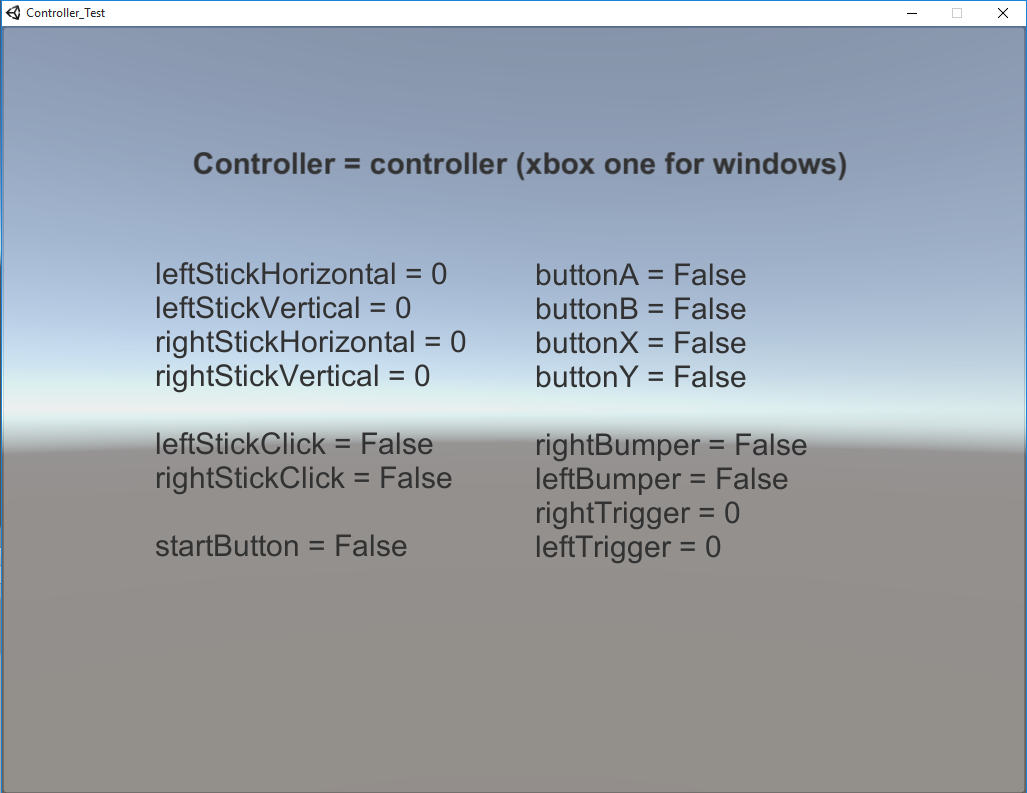 Controller_Test
Controller = controller (xbox one for windows)
leftStickHorizontal = 0
leftStickVertical = 0
rightStickHorizontal = 0
rightStickVertical = 0
leftStickClick = False
rightStickClick = False
startButton = False
buttonA = False
buttonB = False
buttonX = False
buttonY = False
rightBumper = False
leftBumper = False
rightTrigger = 0
leftTrigger = 0